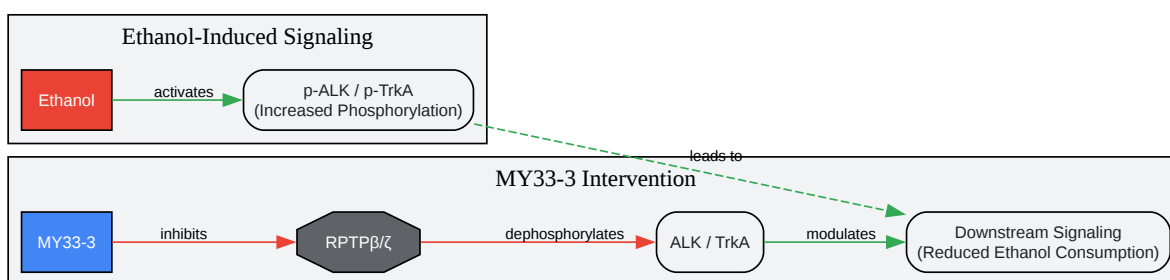 Ethanol-Induced Signaling
Ethanol
activates
p-ALK / p-TrkA
(Increased Phosphorylation)
leads to
MY33-3 Intervention
MY33-3
inhibits
RPTPβ/ζ
dephosphorylates
ALK / TrkA
modulates
Downstream Signaling
(Reduced Ethanol Consumption)